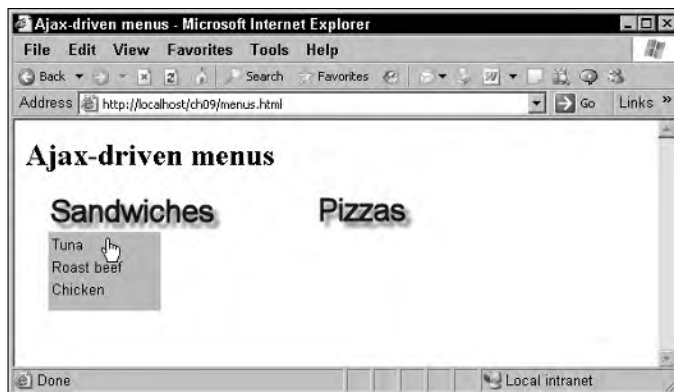 Ajax-driven menus - Microsoft Internet Explorer
File Edit View Favorites Tools Help
Back Search Favorites
Address http://localhost/ch09/menus.html Go Links »
Ajax-driven menus
Sandwiches Pizzas
Tuna
Roast beef
Chicken
Done Local intranet